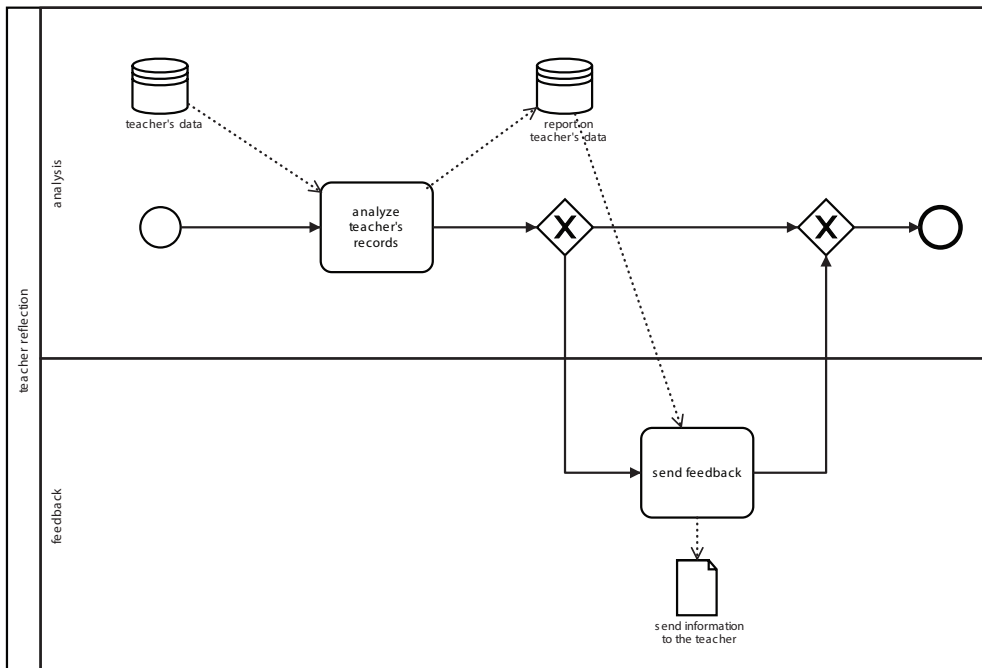 teacher reflection
analysis
teacher's data
report on
teacher's data
analyze
teacher's
records
X
X
feedback
send feedback
send information
to the teacher